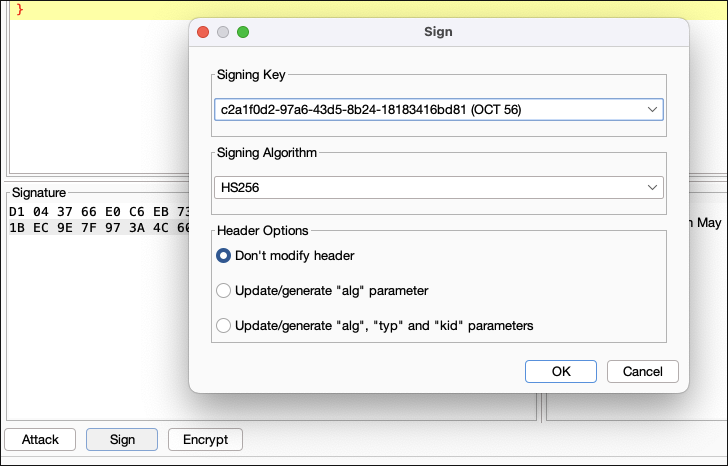 }
Sign
Signing Key
c2a1f0d2-97a6-43d5-8b24-18183416bd81 (OCT 56)
Signing Algorithm
HS256
Signature
D1 04 37 66 E0 C6 EB 73
1B EC 9E 7F 97 3A 4C 60
May
Header Options
Don't modify header
Update/generate "alg" parameter
Update/generate "alg", "typ" and "kid" parameters
OK
Cancel
Attack
Sign
Encrypt